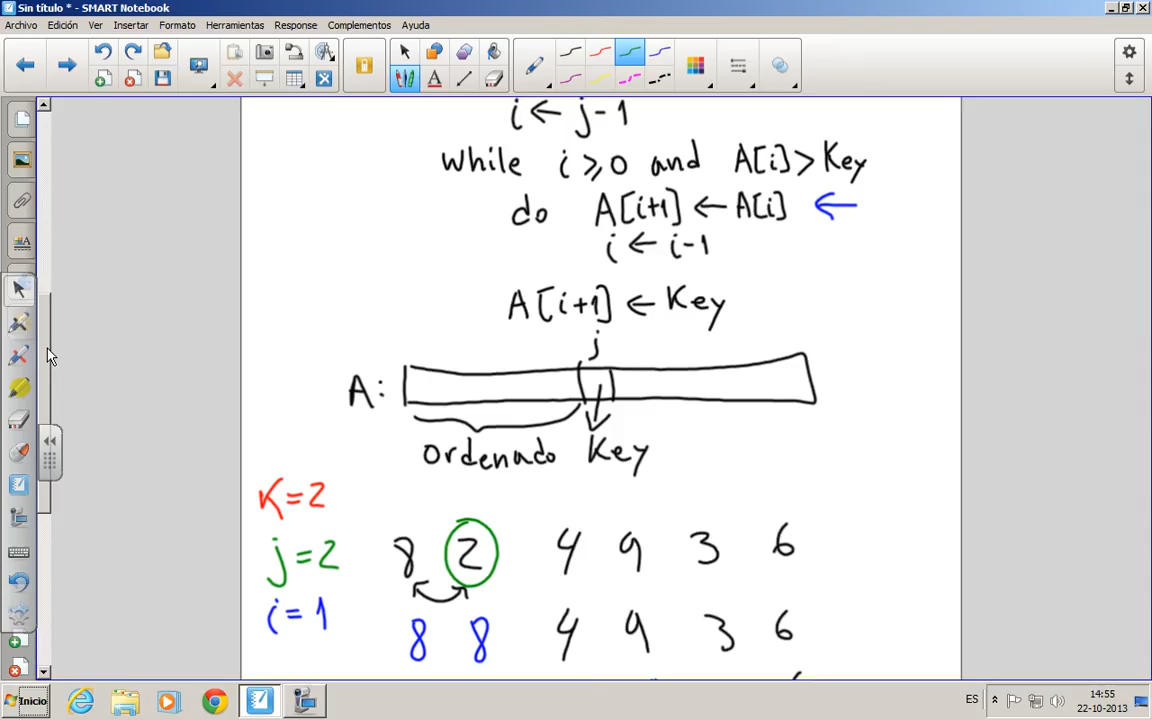 Sin título * - SMART Notebook
Archivo Edición Ver Insertar Formato Herramientas Response Complementos Ayuda
i ← j-1
while i ≥ 0 and A[i] > Key
do A[i+1] ← A[i] ←
i ← i-1
A[i+1] ← Key
j
A:
Ordenado Key
K=2
j=2 8 2 4 9 3 6
i=1 8 8 4 9 3 6
Inicio ES 14:55
22-10-2013